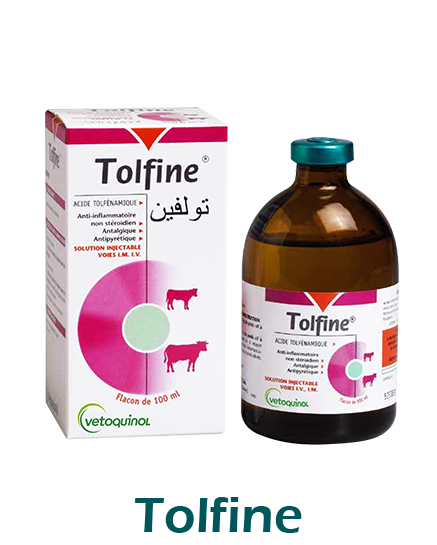 Tolfine®
ACIDE TOLFÉNAMIQUE
تولفين
Anti-inflammatoire
non stéroïdien
Antalgique
Antipyrétique
SOLUTION INJECTABLE
VOIES I.M. I.V.
Flacon de 100 ml
vetoquinol
Tolfine®
ACIDE TOLFÉNAMIQUE
Anti-inflammatoire
non stéroïdien
Antalgique
Antipyrétique
SOLUTION INJECTABLE
VOIES I.V., I.M.
Flacon de 100 ml
vetoquinol
Tolfine